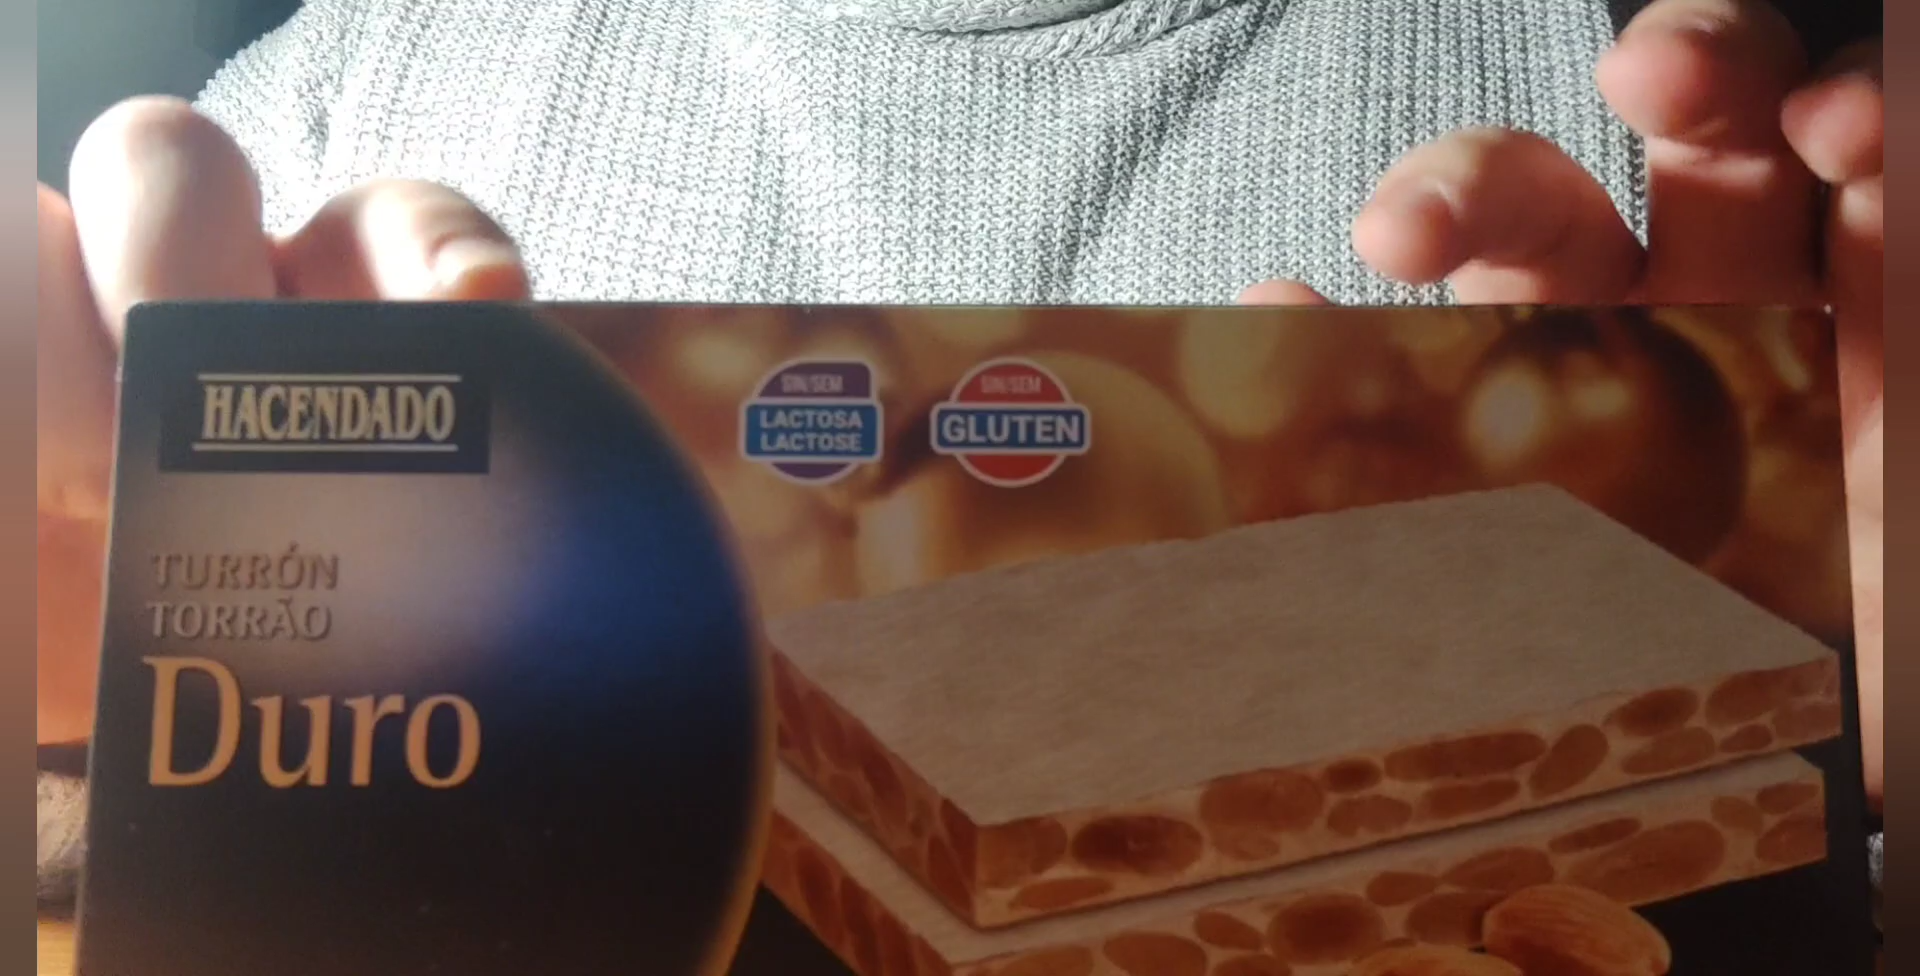 HACENDADO
TURRÓN
TORRÃO
Duro
SIN/SEM
LACTOSA
LACTOSE
SIN/SEM
GLUTEN